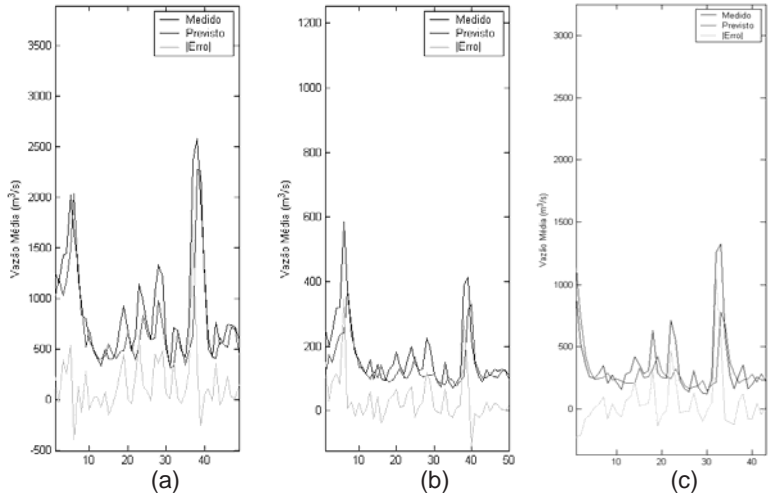 Medido
Previsto
|Erro|
3500
3000
2500
2000
1500
1000
500
0
-500
Vazão Média (m³/s)
10
20
30
40
(a)
Medido
Previsto
|Erro|
1200
1000
800
600
400
200
0
Vazão Média (m³/s)
10
20
30
40
50
(b)
Medido
Previsto
|Erro|
3000
2500
2000
1500
1000
500
0
Vazão Média (m³/s)
10
20
30
40
(c)